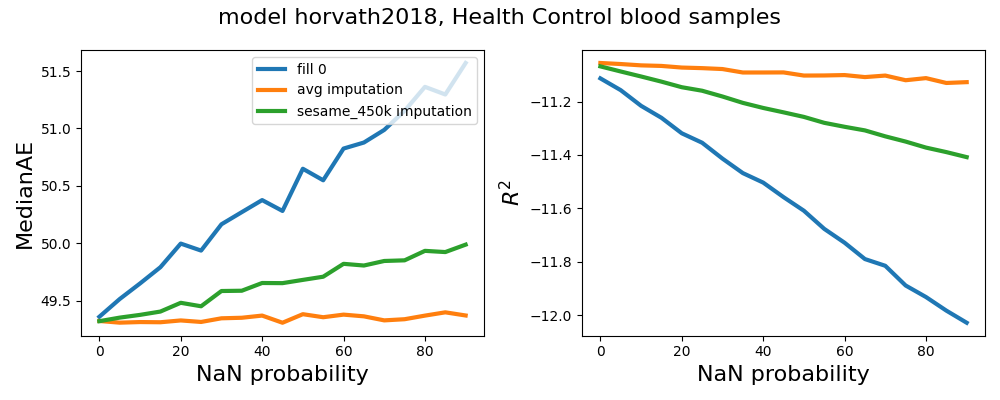 model horvath2018, Health Control blood samples
MedianAE
51.5
51.0
50.5
50.0
49.5
fill 0
avg imputation
sesame_450k imputation
0 20 40 60 80
NaN probability
R²
−11.2
−11.4
−11.6
−11.8
−12.0
0 20 40 60 80
NaN probability